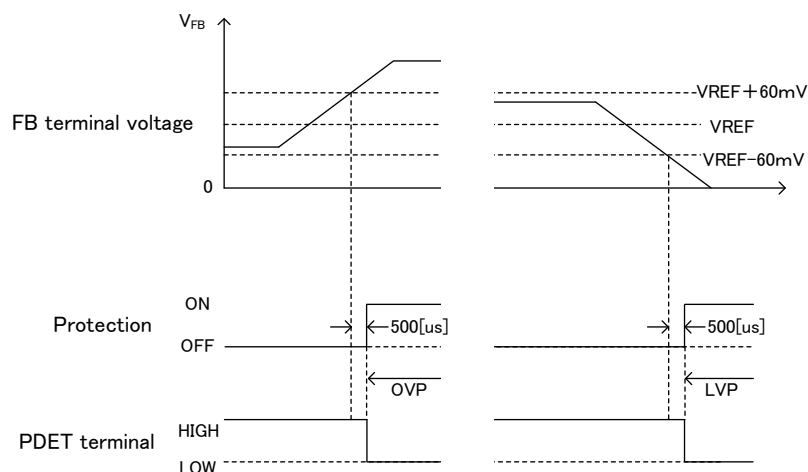 VFB
VREF+60mV
FB terminal voltage
VREF
VREF-60mV
0
ON
Protection
500[us]
500[us]
OFF
OVP
LVP
HIGH
PDET terminal
LOW